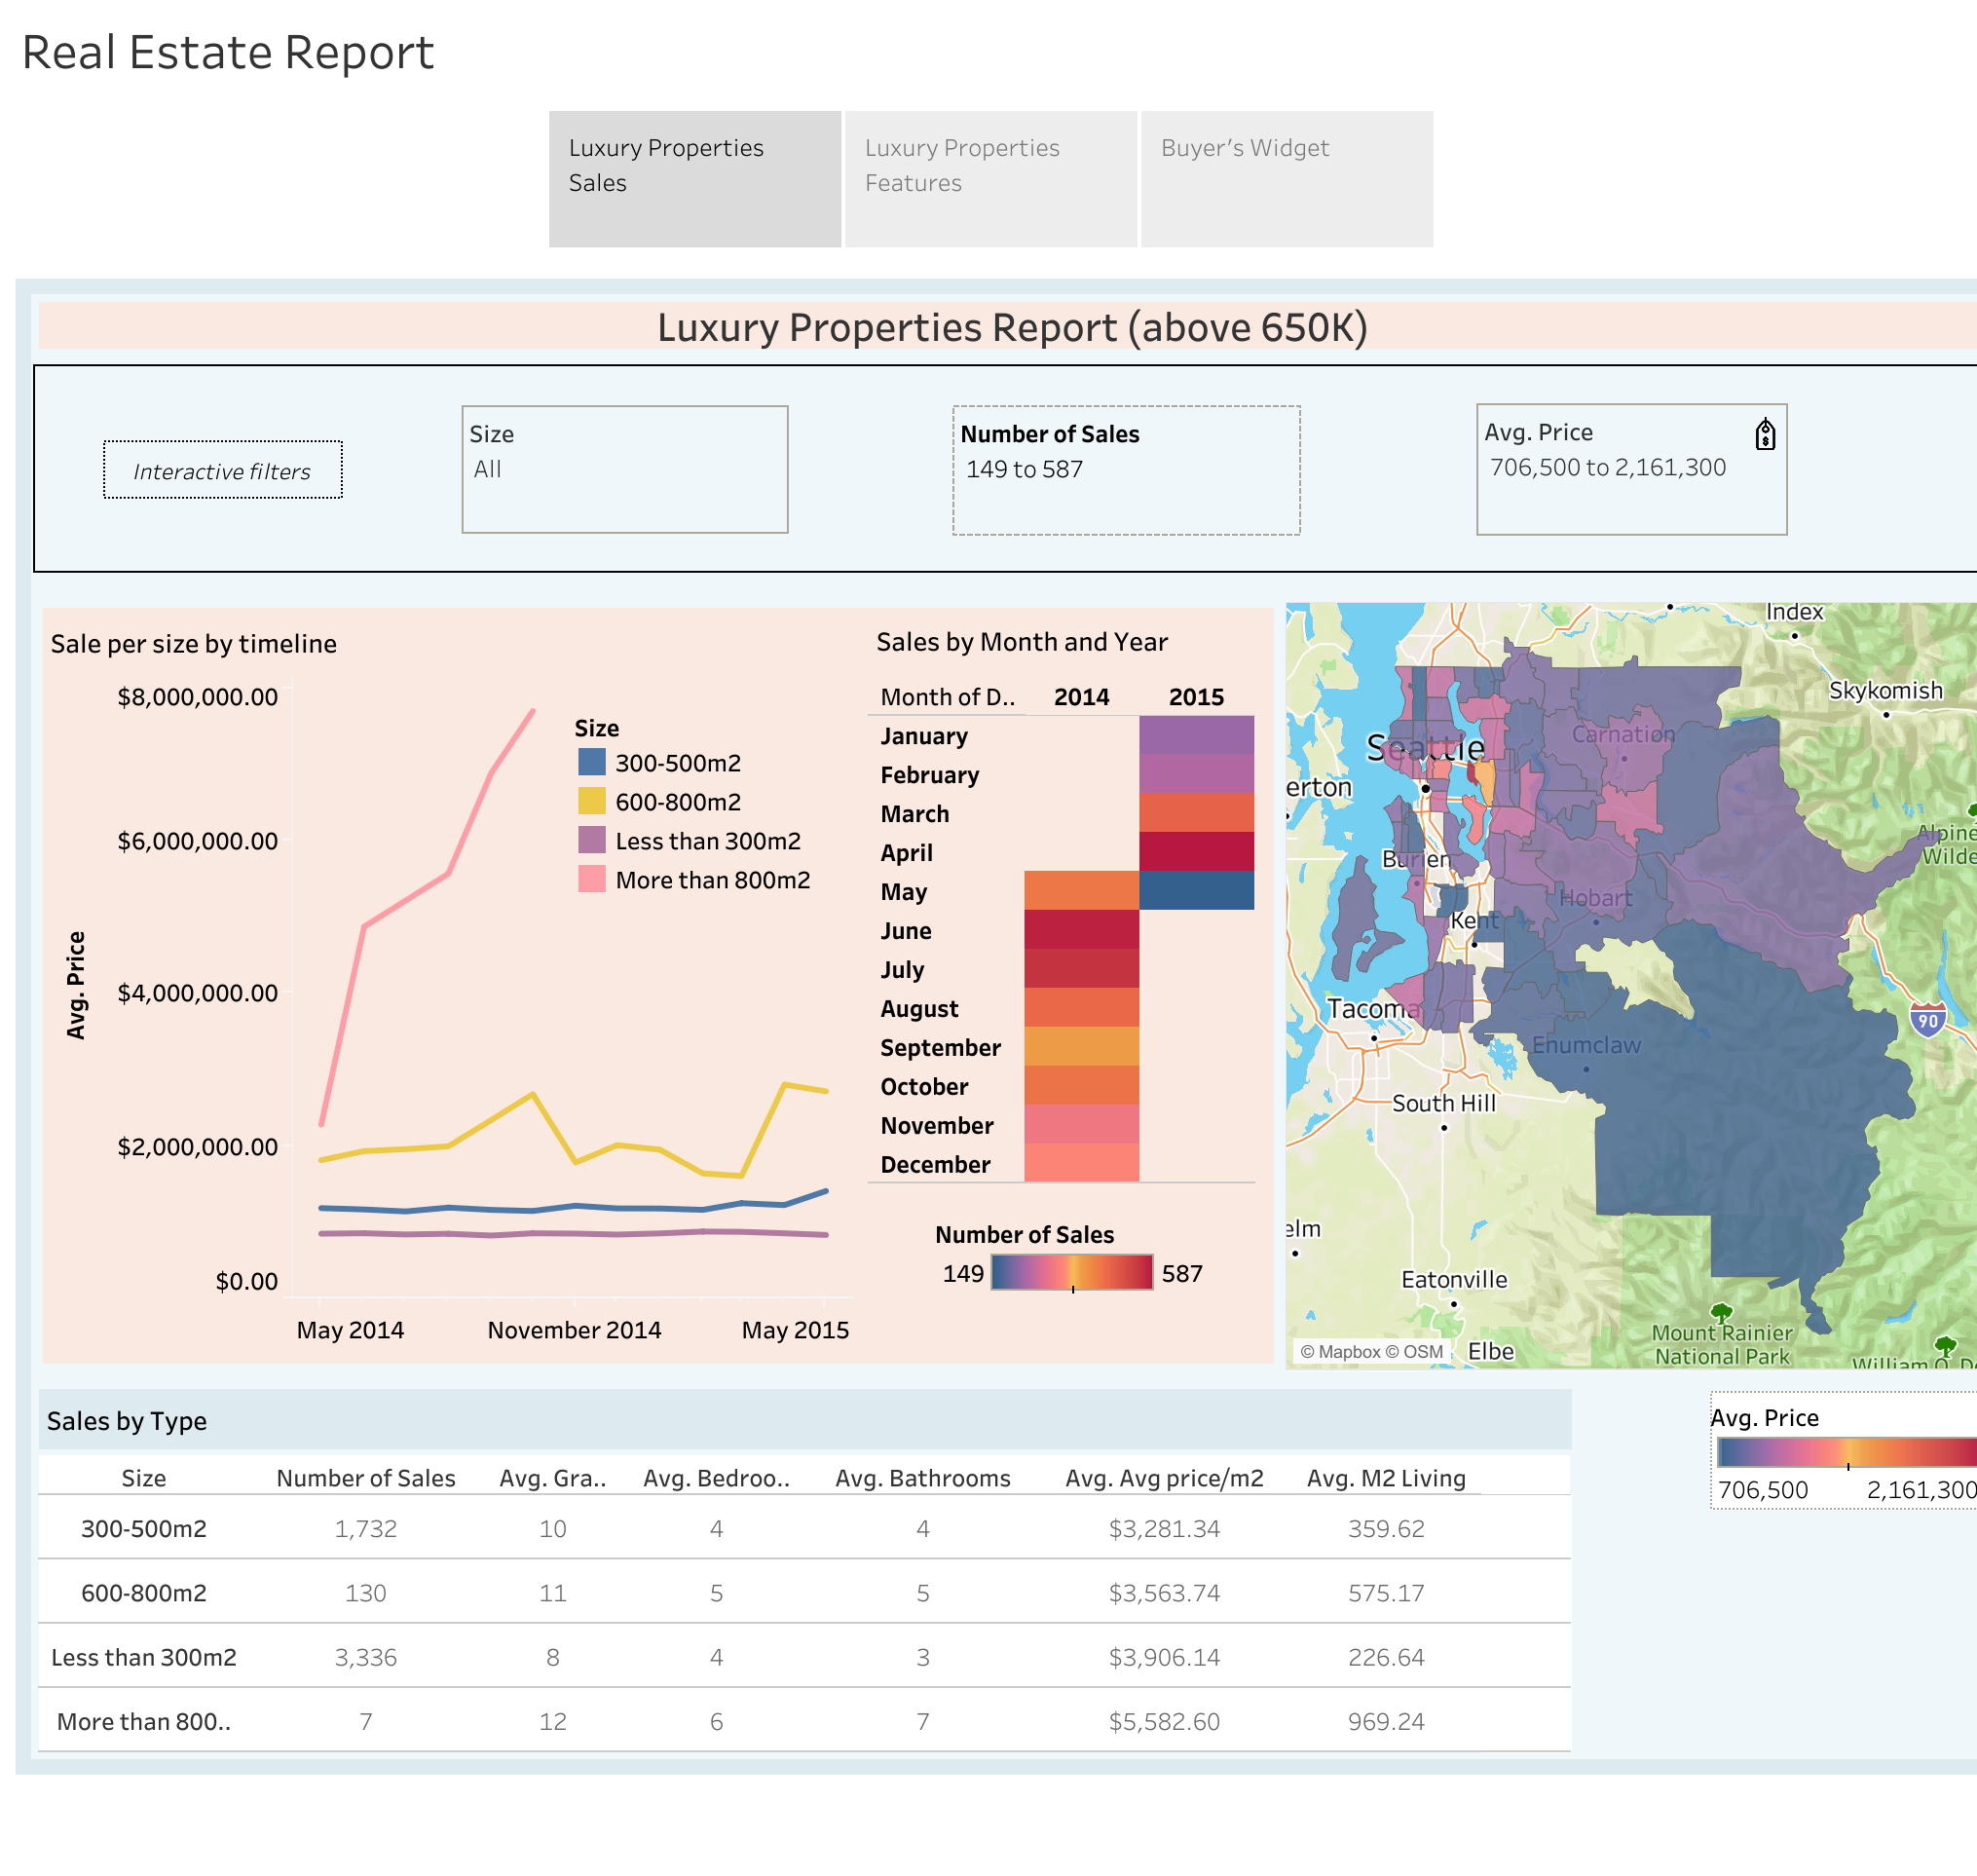 Real Estate Report
Luxury Properties
Sales
Luxury Properties
Features
Buyer's Widget
Luxury Properties Report (above 650K)
Interactive filters
Size
All
Number of Sales
149 to 587
Avg. Price
706,500 to 2,161,300
Sale per size by timeline
$8,000,000.00
$6,000,000.00
$4,000,000.00
$2,000,000.00
$0.00
Avg. Price
May 2014
November 2014
May 2015
Size
300-500m2
600-800m2
Less than 300m2
More than 800m2
Sales by Month and Year
Month of D.. 2014 2015
January
February
March
April
May
June
July
August
September
October
November
December
Number of Sales
149 587
Index
Skykomish
Carnation
Seattle
erton
Alpine
Wilde
Burien
Hobart
Kent
Tacoma
90
Enumclaw
South Hill
elm
Eatonville
Mount Rainier
National Park
Elbe
William O. De
© Mapbox © OSM
Sales by Type
Size Number of Sales Avg. Gra.. Avg. Bedroo.. Avg. Bathrooms Avg. Avg price/m2 Avg. M2 Living
300-500m2 1,732 10 4 4 $3,281.34 359.62
600-800m2 130 11 5 5 $3,563.74 575.17
Less than 300m2 3,336 8 4 3 $3,906.14 226.64
More than 800.. 7 12 6 7 $5,582.60 969.24
Avg. Price
706,500 2,161,300